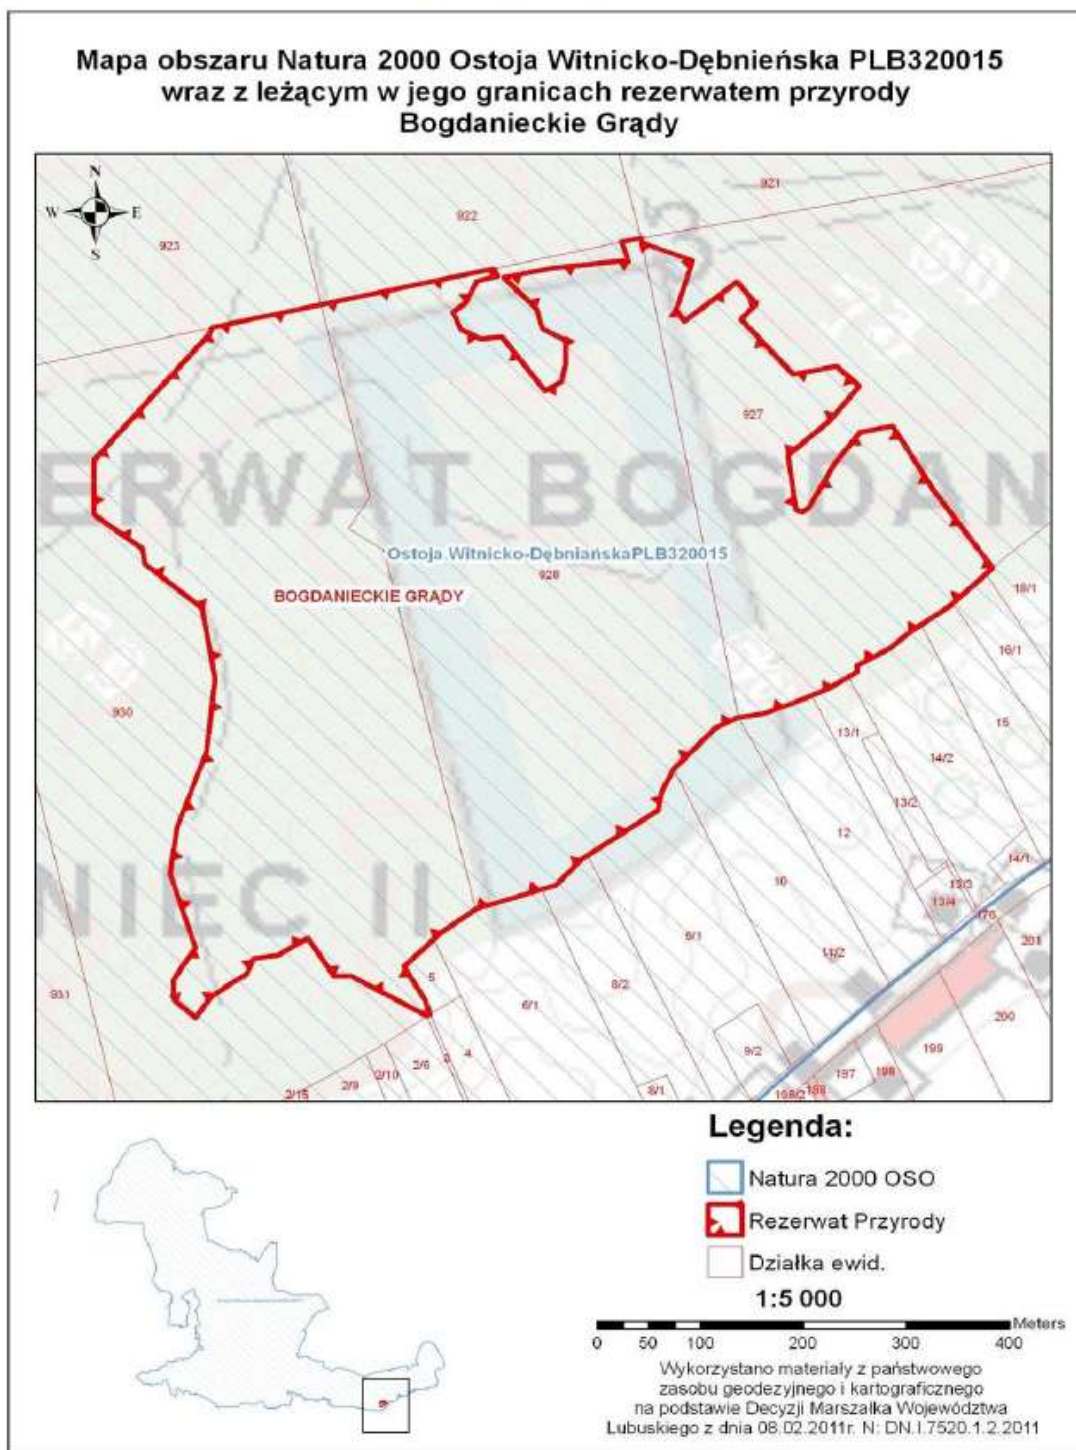 Mapa obszaru Natura 2000 Ostoja Witnicko-Dębnieńska PLB320015
wraz z leżącym w jego granicach rezerwatem przyrody
Bogdanieckie Grądy
N
W E
S
921
922
923
927
ERWAT BOGDAN
Ostoja Witnicko-DębniańskaPLB320015
928
BOGDANIECKIE GRĄDY
18/1
16/1
930
15
13/1
14/2
13/2
12
14/1
10
13/3
13/4
176
NIEC II
9/1
201
11/2
5
8/2
931
6/1
200
9/2
199
3
4
2/6
2/10
2/9
197
198
2/15
8/1
198/2
Legenda:
Natura 2000 OSO
Rezerwat Przyrody
Działka ewid.
1:5 000
Meters
0 50 100 200 300 400
Wykorzystano materiały z państwowego
zasobu geodezyjnego i kartograficznego
na podstawie Decyzji Marszałka Województwa
Lubuskiego z dnia 08.02.2011r. N: DN.I.7520.1.2.2011